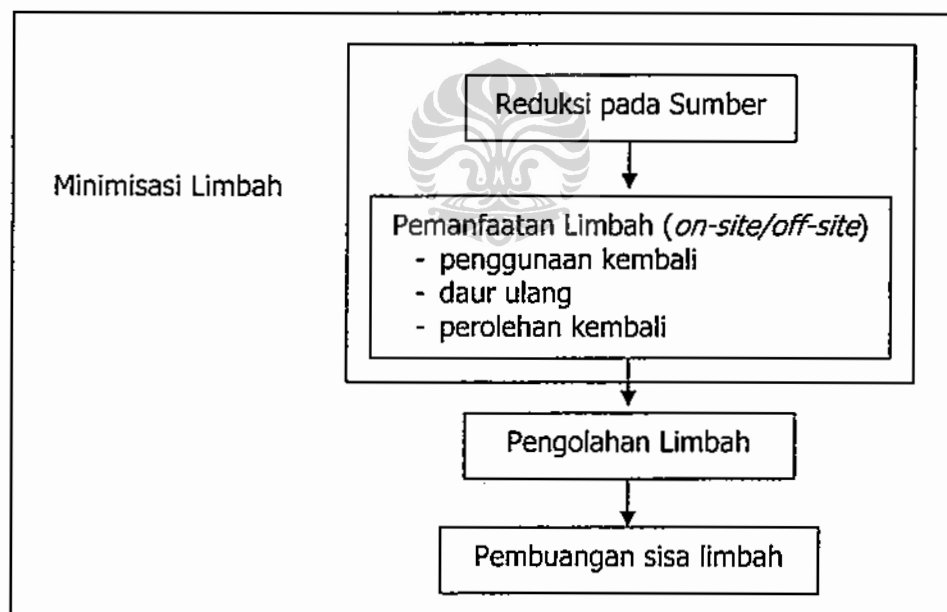 Reduksi pada Sumber
Minimisasi Limbah
Pemanfaatan Limbah (on-site/off-site)
- penggunaan kembali
- daur ulang
- perolehan kembali
Pengolahan Limbah
Pembuangan sisa limbah